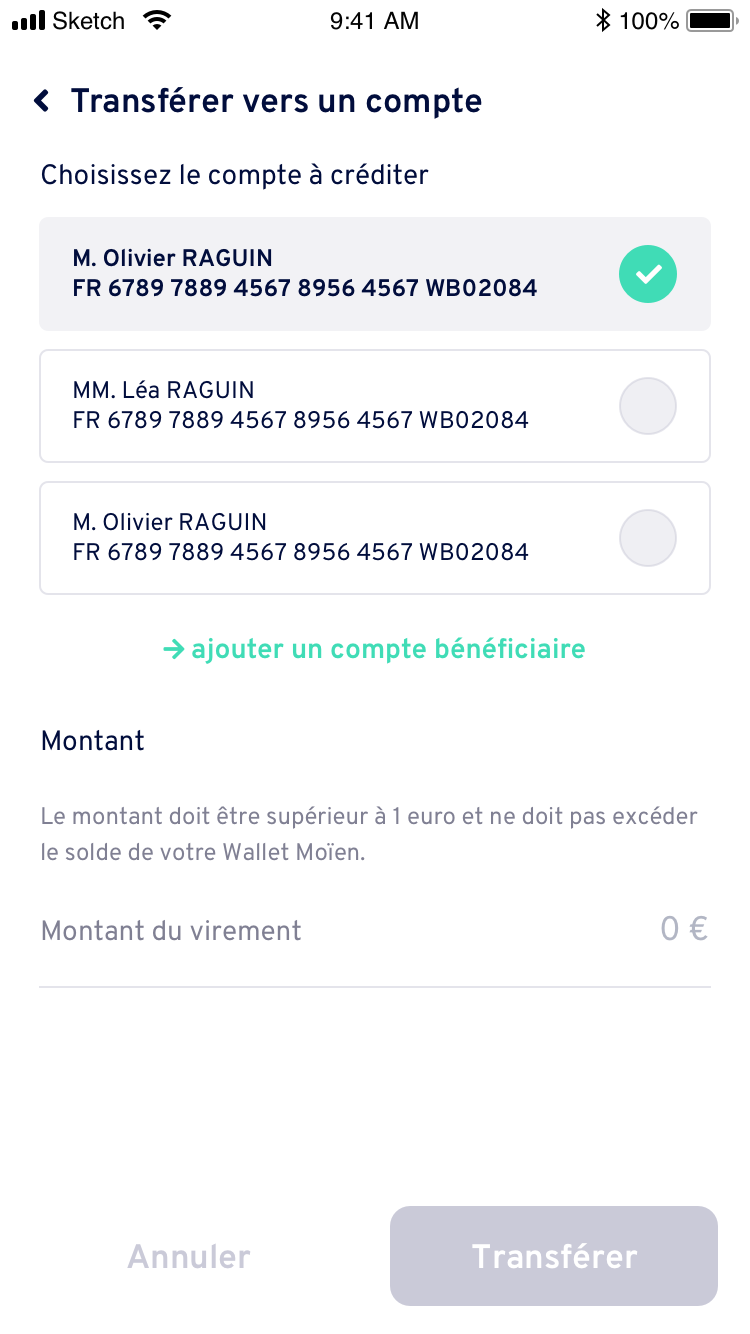 Sketch 9:41 AM 100%
Transférer vers un compte
Choisissez le compte à créditer
M. Olivier RAGUIN
FR 6789 7889 4567 8956 4567 WB02084
MM. Léa RAGUIN
FR 6789 7889 4567 8956 4567 WB02084
M. Olivier RAGUIN
FR 6789 7889 4567 8956 4567 WB02084
→ ajouter un compte bénéficiaire
Montant
Le montant doit être supérieur à 1 euro et ne doit pas excéder
le solde de votre Wallet Moïen.
Montant du virement 0 €
Annuler Transférer